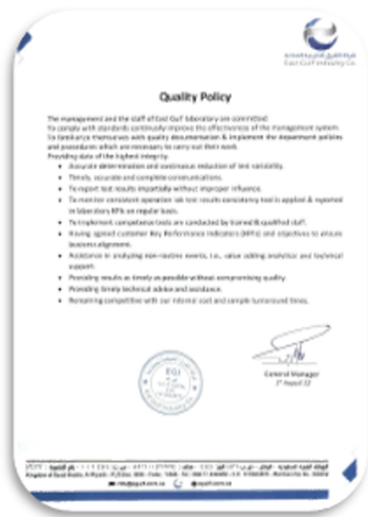 East Gulf Industry Co.
Quality Policy
The management and the staff of East Gulf laboratory are committed:
To comply with standards continually improve the effectiveness of the management system.
To familiarize themselves with quality documentation & implement the department policies
and procedures which are necessary to carry out their work.
Providing data of the highest integrity.
• Accurate determination and continuous reduction of test variability.
• Timely, accurate and complete communications.
• To report test results impartially without improper influence.
• To monitor consistent operation lab test results consistency tool is applied & reported
in laboratory KPIs on regular basis.
• To implement competence tests are conducted by trained & qualified staff.
• Having agreed customer Key Performance Indicators (KPIs) and objectives to ensure
business alignment.
• Assistance in analyzing non-routine events, i.e., value adding analytical and technical
support.
• Providing results as timely as possible without compromising quality.
• Providing timely technical advice and assistance.
• Remaining competitive with our internal cost and sample turnaround times.
EGI
General Manager
1st August 22